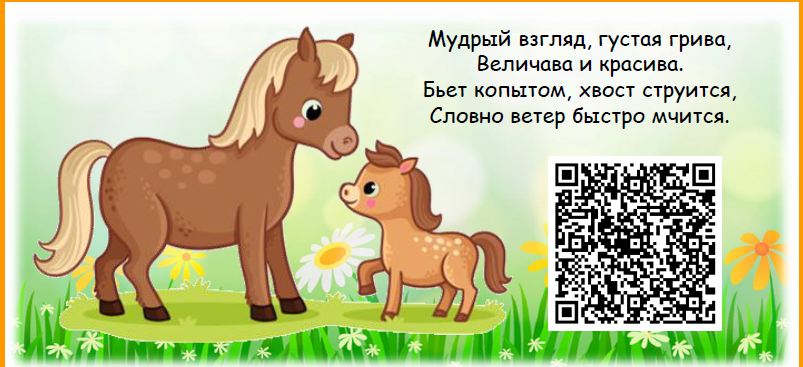 Мудрый взгляд, густая грива,
Величава и красива.
Бьет копытом, хвост струится,
Словно ветер быстро мчится.